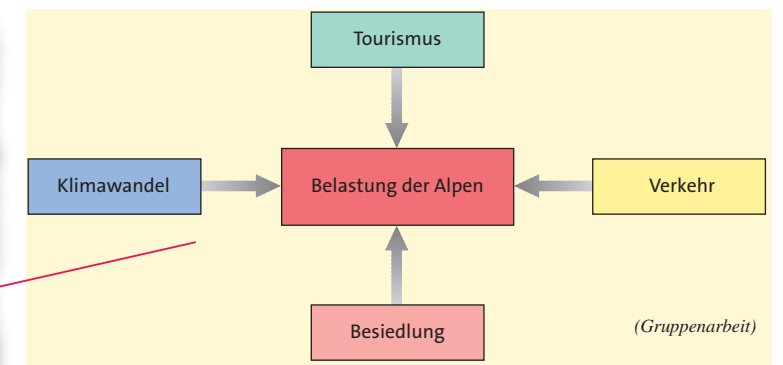 Tourismus
Klimawandel
Belastung der Alpen
Verkehr
Besiedlung
(Gruppenarbeit)